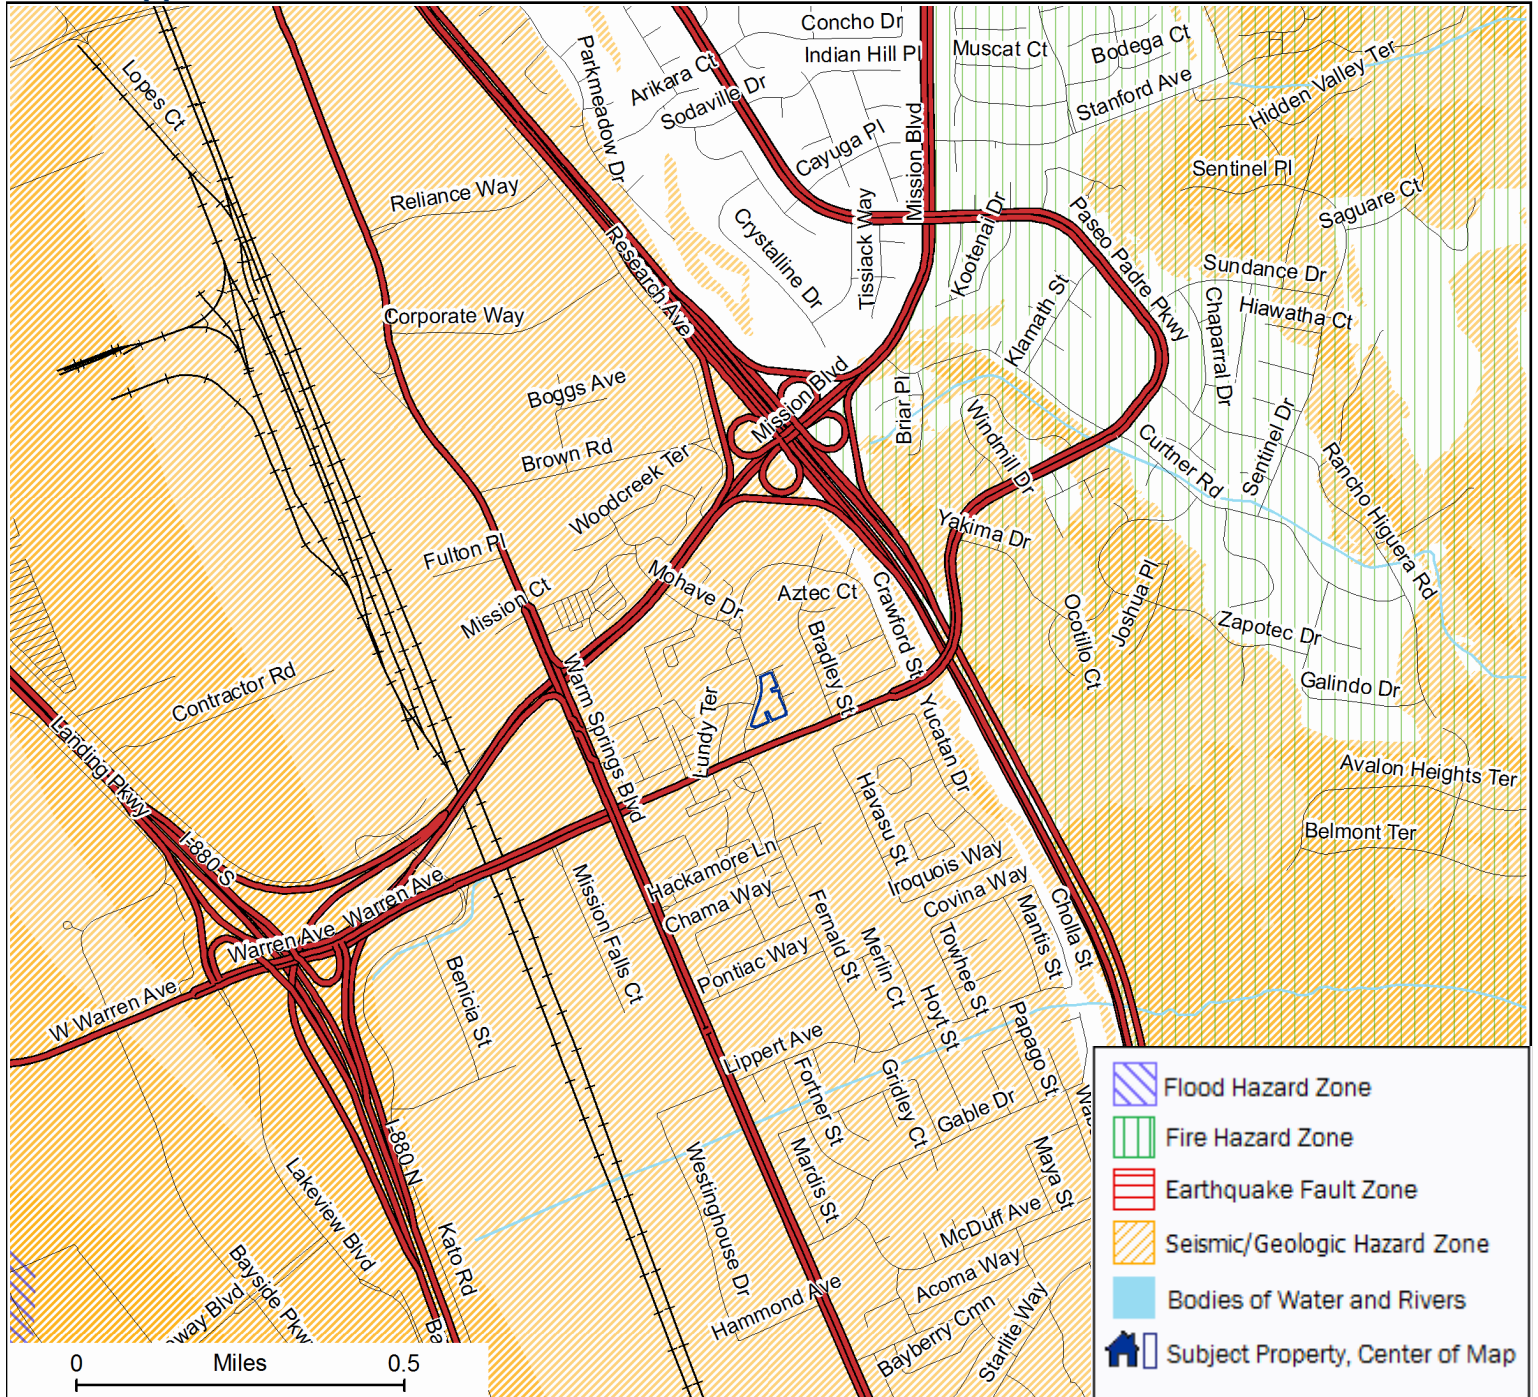 Concho Dr
Indian Hill Pl
Muscat Ct
Bodega Ct
Stanford Ave
Hidden Valley Ter
Lopes Ct
Parkmeadow Dr
Arikara Ct
Sodaville Dr
Cayuga Pl
Mission Blvd
Sentinel Pl
Saguare Ct
Reliance Way
Research Ave
Crystalline Dr
Tissiack Way
Kootenai Dr
Paseo Padre Pkwy
Sundance Dr
Hiawatha Ct
Chaparral Dr
Corporate Way
Klamath St
Boggs Ave
Mission Blvd
Briar Pl
Windmill Dr
Curtner Rd
Sentinel Dr
Rancho Higuera Rd
Brown Rd
Woodcreek Ter
Yakima Dr
Fulton Pl
Mission Ct
Mohave Dr
Aztec Ct
Crawford St
Bradley St
Ocotillo Ct
Joshua Pl
Zapotec Dr
Galindo Dr
Contractor Rd
Warm Springs Blvd
Lundy Ter
Yucatan Dr
Landing Pkwy
Avalon Heights Ter
Belmont Ter
I-880 S
Havasu St
Hackamore Ln
Chama Way
Iroquois Way
Covina Way
Warren Ave
Warren Ave
W Warren Ave
Mission Falls Ct
Benicia St
Pontiac Way
Fernald St
Merlin Ct
Towhee St
Mantis St
Cholla St
Hoyt St
Papago St
Lippert Ave
Fortner St
Gridley Ct
Gable Dr
I-880 N
Lakeview Blvd
Kato Rd
Westinghouse Dr
Mardis St
Maya St
McDuff Ave
Acoma Way
Bayside Pkw
Hammond Ave
Bayberry Cmn
Starlite Way
Flood Hazard Zone
Fire Hazard Zone
Earthquake Fault Zone
Seismic/Geologic Hazard Zone
Bodies of Water and Rivers
Subject Property, Center of Map
0 Miles 0.5